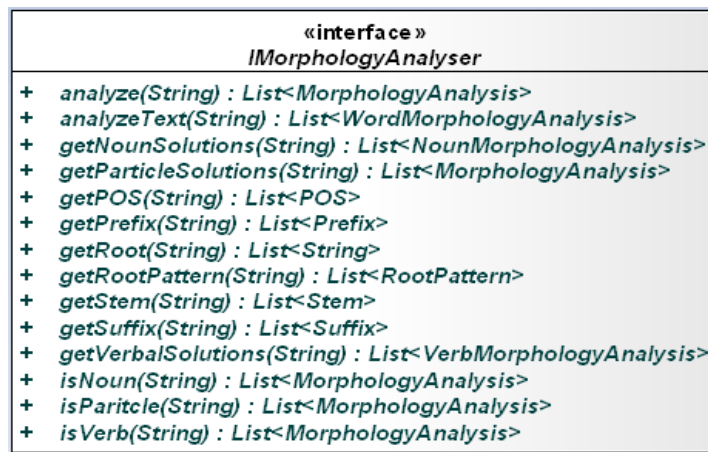 «interface»
IMorphologyAnalyser
+ analyze(String) : List<MorphologyAnalysis>
+ analyzeText(String) : List<WordMorphologyAnalysis>
+ getNounSolutions(String) : List<NounMorphologyAnalysis>
+ getParticleSolutions(String) : List<MorphologyAnalysis>
+ getPOS(String) : List<POS>
+ getPrefix(String) : List<Prefix>
+ getRoot(String) : List<String>
+ getRootPattern(String) : List<RootPattern>
+ getStem(String) : List<Stem>
+ getSuffix(String) : List<Suffix>
+ getVerbalSolutions(String) : List<VerbMorphologyAnalysis>
+ isNoun(String) : List<MorphologyAnalysis>
+ isParitcle(String) : List<MorphologyAnalysis>
+ isVerb(String) : List<MorphologyAnalysis>